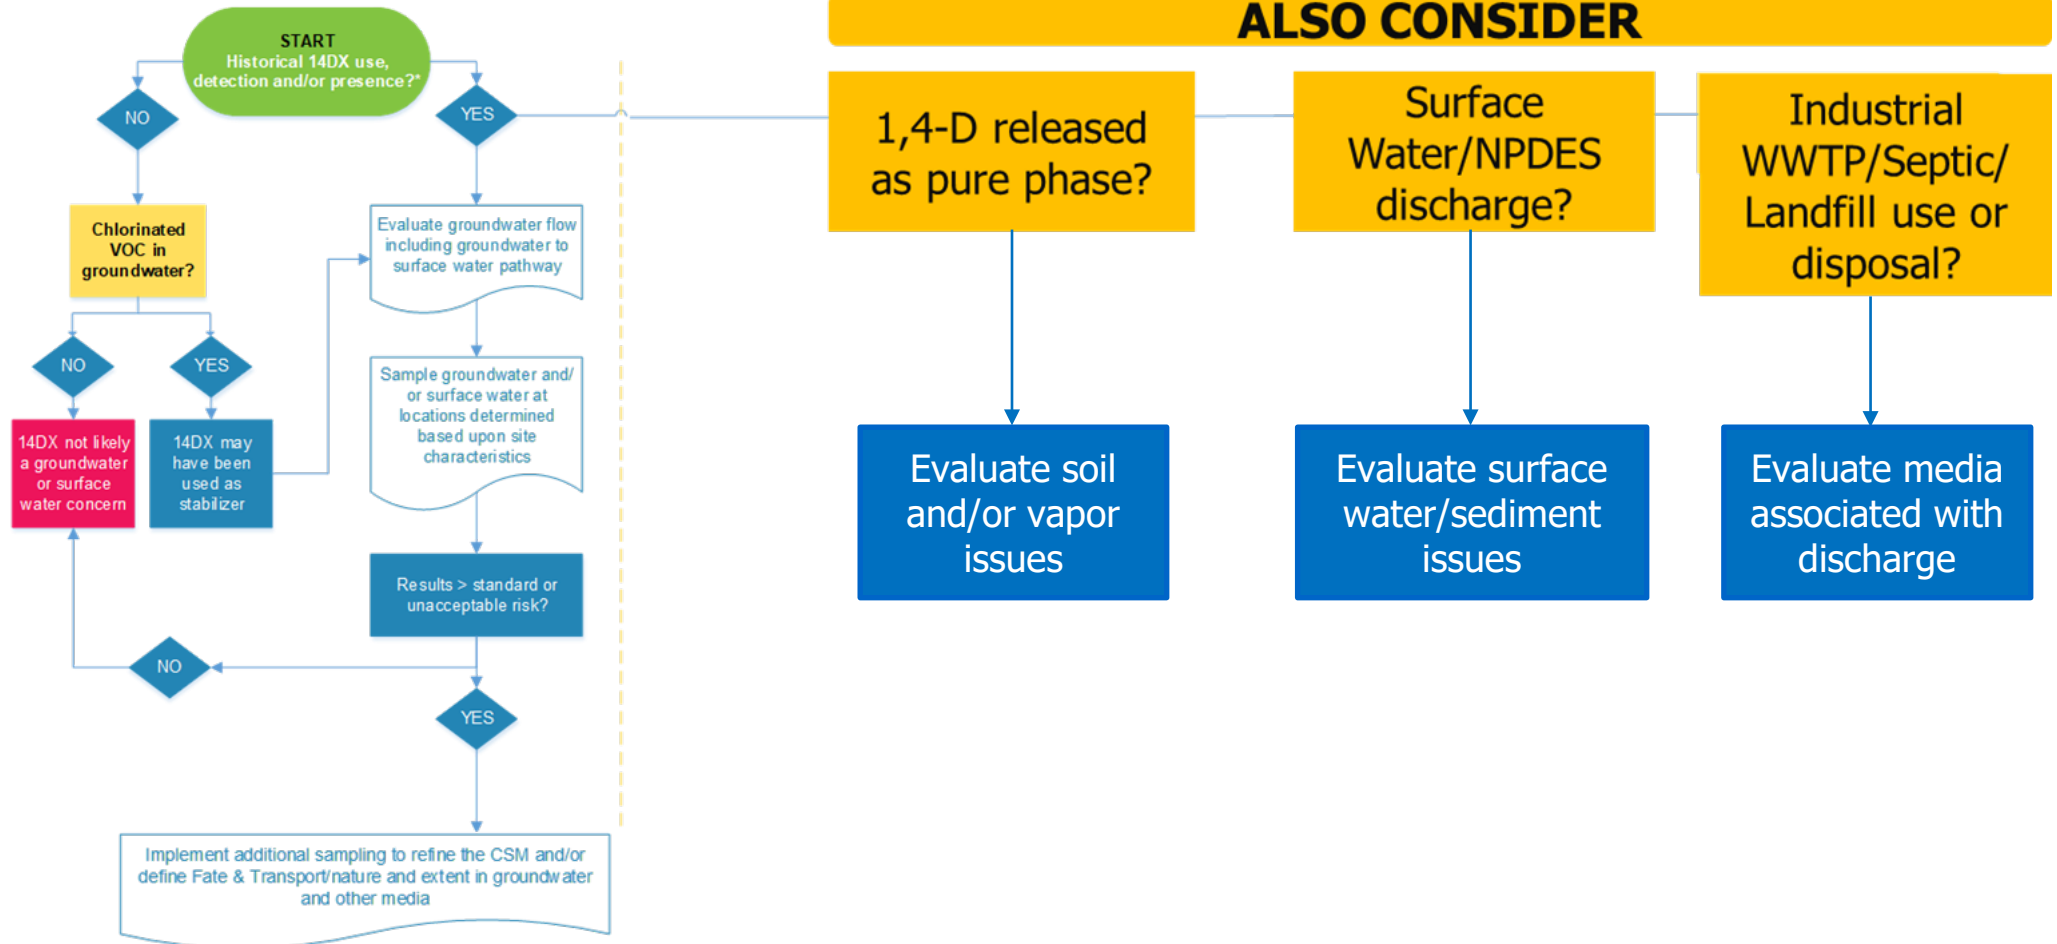 START
Historical 14DX use,
detection and/or presence?*
NO
YES
Chlorinated
VOC in
groundwater?
NO
YES
14DX not likely
a groundwater
or surface
water concern
14DX may
have been
used as
stabilizer
Evaluate groundwater flow
including groundwater to
surface water pathway
Sample groundwater and/
or surface water at
locations determined
based upon site
characteristics
Results > standard or
unacceptable risk?
NO
YES
Implement additional sampling to refine the CSM and/or
define Fate & Transport/nature and extent in groundwater
and other media
ALSO CONSIDER
1,4-D released
as pure phase?
Surface
Water/NPDES
discharge?
Industrial
WWTP/Septic/
Landfill use or
disposal?
Evaluate soil
and/or vapor
issues
Evaluate surface
water/sediment
issues
Evaluate media
associated with
discharge